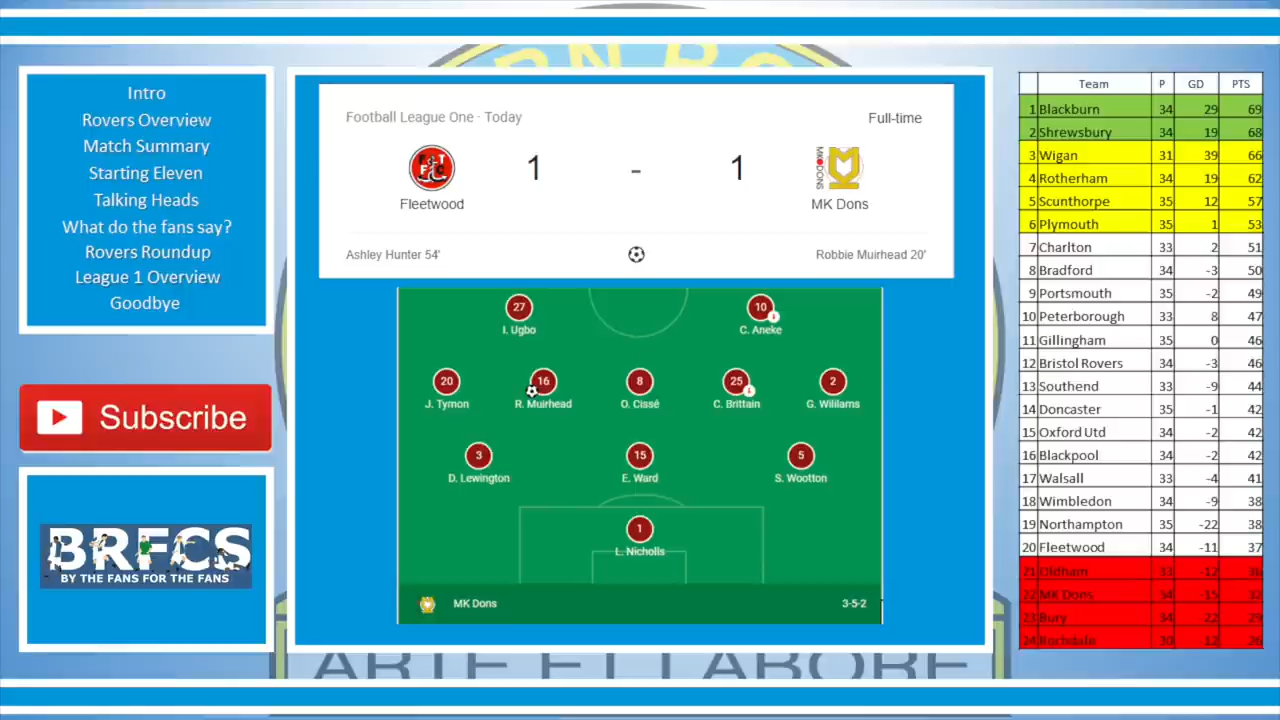 RN RO
Intro
Rovers Overview
Match Summary
Starting Eleven
Talking Heads
What do the fans say?
Rovers Roundup
League 1 Overview
Goodbye
Subscribe
BRFCS
BY THE FANS FOR THE FANS
Football League One · Today
Full-time
MK DONS
1 - 1
Fleetwood
MK Dons
Ashley Hunter 54'
Robbie Muirhead 20'
27 10
I. Ugbo C. Aneke
20 16 8 25 2
J. Tymon R. Muirhead O. Cissé C. Brittain G. Williams
3 15 5
D. Lewington E. Ward S. Wootton
1
L. Nicholls
MK Dons 3-5-2
Team P GD PTS
1 Blackburn 34 29 69
2 Shrewsbury 34 19 68
3 Wigan 31 39 66
4 Rotherham 34 19 62
5 Scunthorpe 35 12 57
6 Plymouth 35 1 53
7 Charlton 33 2 51
8 Bradford 34 -3 50
9 Portsmouth 35 -2 49
10 Peterborough 33 8 47
11 Gillingham 35 0 46
12 Bristol Rovers 34 -3 46
13 Southend 33 -9 44
14 Doncaster 35 -1 42
15 Oxford Utd 34 -2 42
16 Blackpool 34 -2 42
17 Walsall 33 -4 41
18 Wimbledon 34 -9 38
19 Northampton 35 -22 38
20 Fleetwood 34 -11 37
21 Oldham 33 -12 36
22 MK Dons 34 -15 32
23 Bury 34 -22 29
24 Rochdale 30 -12 26
ARTE ET LABORE